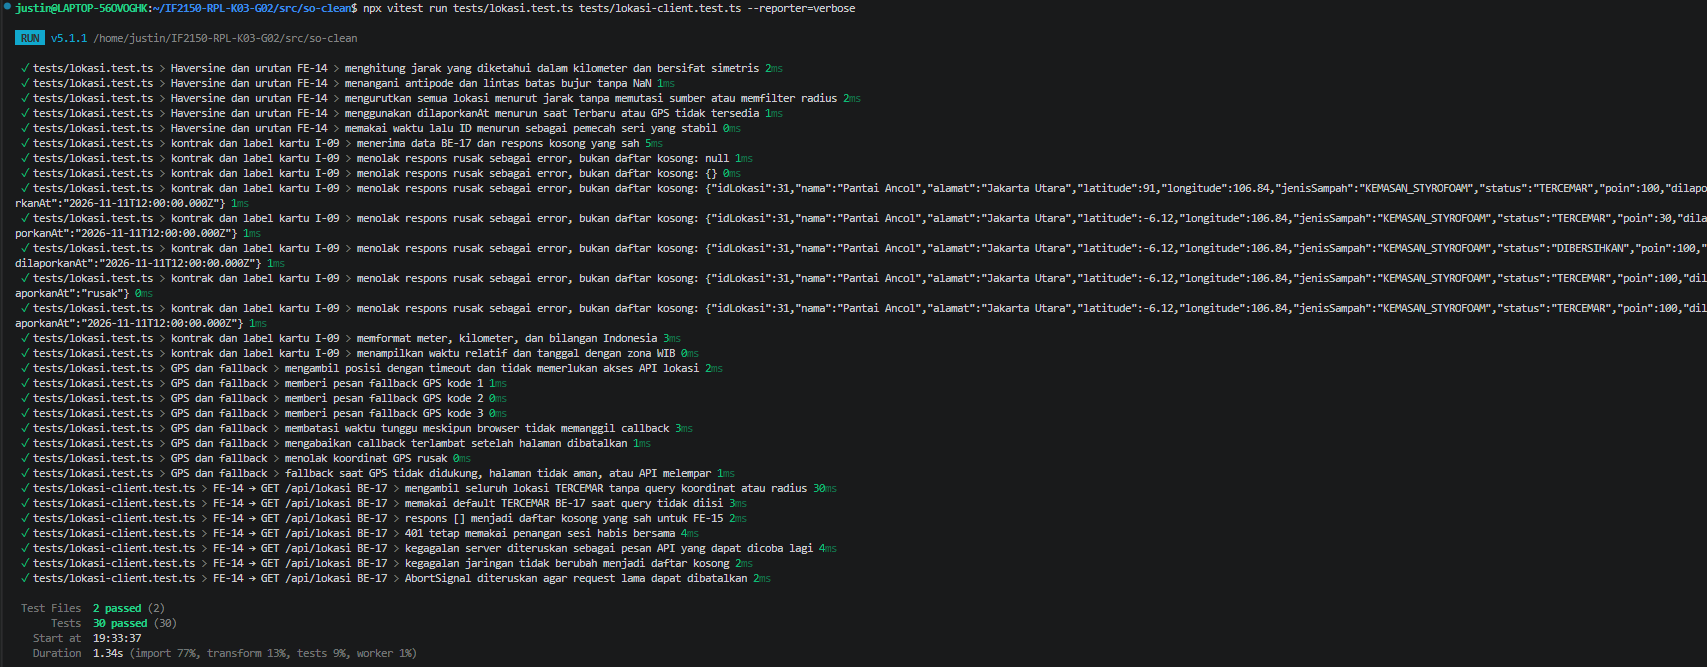 justin@LAPTOP-56OVOGHK:~/IF2150-RPL-K03-G02/src/so-clean$ npx vitest run tests/lokasi.test.ts tests/lokasi-client.test.ts --reporter=verbose
RUN v5.1.1 /home/justin/IF2150-RPL-K03-G02/src/so-clean
✓ tests/lokasi.test.ts > Haversine dan urutan FE-14 > menghitung jarak yang diketahui dalam kilometer dan bersifat simetris 2ms
✓ tests/lokasi.test.ts > Haversine dan urutan FE-14 > menangani antipode dan lintas batas bujur tanpa NaN 1ms
✓ tests/lokasi.test.ts > Haversine dan urutan FE-14 > mengurutkan semua lokasi menurut jarak tanpa memutasi sumber atau memfilter radius 2ms
✓ tests/lokasi.test.ts > Haversine dan urutan FE-14 > menggunakan dilaporkanAt menurun saat Terbaru atau GPS tidak tersedia 1ms
✓ tests/lokasi.test.ts > Haversine dan urutan FE-14 > memakai waktu lalu ID menurun sebagai pemecah seri yang stabil 0ms
✓ tests/lokasi.test.ts > kontrak dan label kartu I-09 > menerima data BE-17 dan respons kosong yang sah 5ms
✓ tests/lokasi.test.ts > kontrak dan label kartu I-09 > menolak respons rusak sebagai error, bukan daftar kosong: null 1ms
✓ tests/lokasi.test.ts > kontrak dan label kartu I-09 > menolak respons rusak sebagai error, bukan daftar kosong: {} 0ms
✓ tests/lokasi.test.ts > kontrak dan label kartu I-09 > menolak respons rusak sebagai error, bukan daftar kosong: {"idLokasi":31,"nama":"Pantai Ancol","alamat":"Jakarta Utara","latitude":91,"longitude":106.84,"jenisSampah":"KEMASAN_STYROFOAM","status":"TERCEMAR","poin":100,"dilapo
rkanAt":"2026-11-11T12:00:00.000Z"} 1ms
✓ tests/lokasi.test.ts > kontrak dan label kartu I-09 > menolak respons rusak sebagai error, bukan daftar kosong: {"idLokasi":31,"nama":"Pantai Ancol","alamat":"Jakarta Utara","latitude":-6.12,"longitude":106.84,"jenisSampah":"KEMASAN_STYROFOAM","status":"TERCEMAR","poin":30,"dila
porkanAt":"2026-11-11T12:00:00.000Z"} 1ms
✓ tests/lokasi.test.ts > kontrak dan label kartu I-09 > menolak respons rusak sebagai error, bukan daftar kosong: {"idLokasi":31,"nama":"Pantai Ancol","alamat":"Jakarta Utara","latitude":-6.12,"longitude":106.84,"jenisSampah":"KEMASAN_STYROFOAM","status":"DIBERSIHKAN","poin":100,"
dilaporkanAt":"2026-11-11T12:00:00.000Z"} 1ms
✓ tests/lokasi.test.ts > kontrak dan label kartu I-09 > menolak respons rusak sebagai error, bukan daftar kosong: {"idLokasi":31,"nama":"Pantai Ancol","alamat":"Jakarta Utara","latitude":-6.12,"longitude":106.84,"jenisSampah":"KEMASAN_STYROFOAM","status":"TERCEMAR","poin":100,"dil
aporkanAt":"rusak"} 0ms
✓ tests/lokasi.test.ts > kontrak dan label kartu I-09 > menolak respons rusak sebagai error, bukan daftar kosong: {"idLokasi":31,"nama":"Pantai Ancol","alamat":"Jakarta Utara","latitude":-6.12,"longitude":106.84,"jenisSampah":"KEMASAN_STYROFOAM","status":"TERCEMAR","poin":100,"dil
aporkanAt":"2026-11-11T12:00:00.000Z"} 1ms
✓ tests/lokasi.test.ts > kontrak dan label kartu I-09 > memformat meter, kilometer, dan bilangan Indonesia 3ms
✓ tests/lokasi.test.ts > kontrak dan label kartu I-09 > menampilkan waktu relatif dan tanggal dengan zona WIB 0ms
✓ tests/lokasi.test.ts > GPS dan fallback > mengambil posisi dengan timeout dan tidak memerlukan akses API lokasi 2ms
✓ tests/lokasi.test.ts > GPS dan fallback > memberi pesan fallback GPS kode 1 1ms
✓ tests/lokasi.test.ts > GPS dan fallback > memberi pesan fallback GPS kode 2 0ms
✓ tests/lokasi.test.ts > GPS dan fallback > memberi pesan fallback GPS kode 3 0ms
✓ tests/lokasi.test.ts > GPS dan fallback > membatasi waktu tunggu meskipun browser tidak memanggil callback 3ms
✓ tests/lokasi.test.ts > GPS dan fallback > mengabaikan callback terlambat setelah halaman dibatalkan 1ms
✓ tests/lokasi.test.ts > GPS dan fallback > menolak koordinat GPS rusak 0ms
✓ tests/lokasi.test.ts > GPS dan fallback > fallback saat GPS tidak didukung, halaman tidak aman, atau API melempar 1ms
✓ tests/lokasi-client.test.ts > FE-14 → GET /api/lokasi BE-17 > mengambil seluruh lokasi TERCEMAR tanpa query koordinat atau radius 30ms
✓ tests/lokasi-client.test.ts > FE-14 → GET /api/lokasi BE-17 > memakai default TERCEMAR BE-17 saat query tidak diisi 3ms
✓ tests/lokasi-client.test.ts > FE-14 → GET /api/lokasi BE-17 > respons [] menjadi daftar kosong yang sah untuk FE-15 2ms
✓ tests/lokasi-client.test.ts > FE-14 → GET /api/lokasi BE-17 > 401 tetap memakai penangan sesi habis bersama 4ms
✓ tests/lokasi-client.test.ts > FE-14 → GET /api/lokasi BE-17 > kegagalan server diteruskan sebagai pesan API yang dapat dicoba lagi 4ms
✓ tests/lokasi-client.test.ts > FE-14 → GET /api/lokasi BE-17 > kegagalan jaringan tidak berubah menjadi daftar kosong 2ms
✓ tests/lokasi-client.test.ts > FE-14 → GET /api/lokasi BE-17 > AbortSignal diteruskan agar request lama dapat dibatalkan 2ms
Test Files 2 passed (2)
Tests 30 passed (30)
Start at 19:33:37
Duration 1.34s (import 77%, transform 13%, tests 9%, worker 1%)